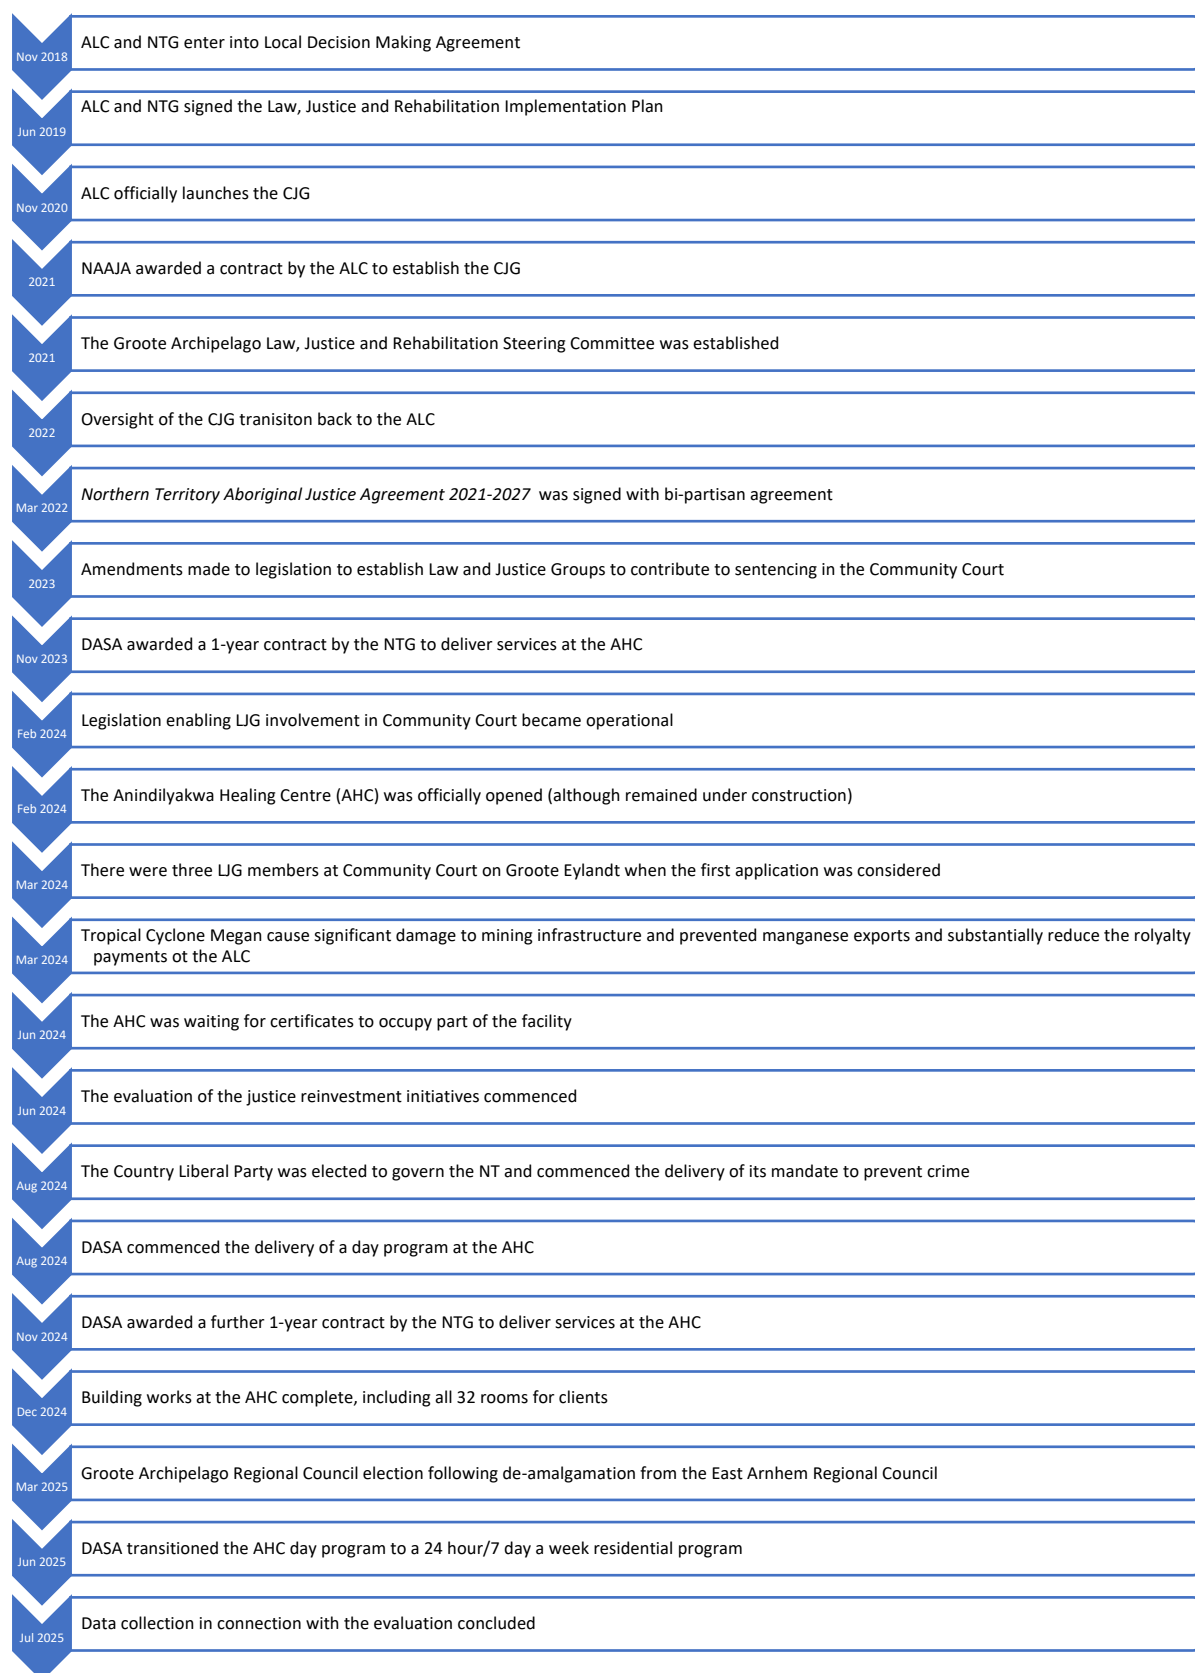 Nov 2018
ALC and NTG enter into Local Decision Making Agreement
Jun 2019
ALC and NTG signed the Law, Justice and Rehabilitation Implementation Plan
Nov 2020
ALC officially launches the CJG
2021
NAAJA awarded a contract by the ALC to establish the CJG
2021
The Groote Archipelago Law, Justice and Rehabilitation Steering Committee was established
2022
Oversight of the CJG tranisiton back to the ALC
Mar 2022
Northern Territory Aboriginal Justice Agreement 2021-2027 was signed with bi-partisan agreement
2023
Amendments made to legislation to establish Law and Justice Groups to contribute to sentencing in the Community Court
Nov 2023
DASA awarded a 1-year contract by the NTG to deliver services at the AHC
Feb 2024
Legislation enabling LJG involvement in Community Court became operational
Feb 2024
The Anindilyakwa Healing Centre (AHC) was officially opened (although remained under construction)
Mar 2024
There were three LJG members at Community Court on Groote Eylandt when the first application was considered
Mar 2024
Tropical Cyclone Megan cause significant damage to mining infrastructure and prevented manganese exports and substantially reduce the rolyalty
payments ot the ALC
Jun 2024
The AHC was waiting for certificates to occupy part of the facility
Jun 2024
The evaluation of the justice reinvestment initiatives commenced
Aug 2024
The Country Liberal Party was elected to govern the NT and commenced the delivery of its mandate to prevent crime
Aug 2024
DASA commenced the delivery of a day program at the AHC
Nov 2024
DASA awarded a further 1-year contract by the NTG to deliver services at the AHC
Dec 2024
Building works at the AHC complete, including all 32 rooms for clients
Mar 2025
Groote Archipelago Regional Council election following de-amalgamation from the East Arnhem Regional Council
Jun 2025
DASA transitioned the AHC day program to a 24 hour/7 day a week residential program
Jul 2025
Data collection in connection with the evaluation concluded